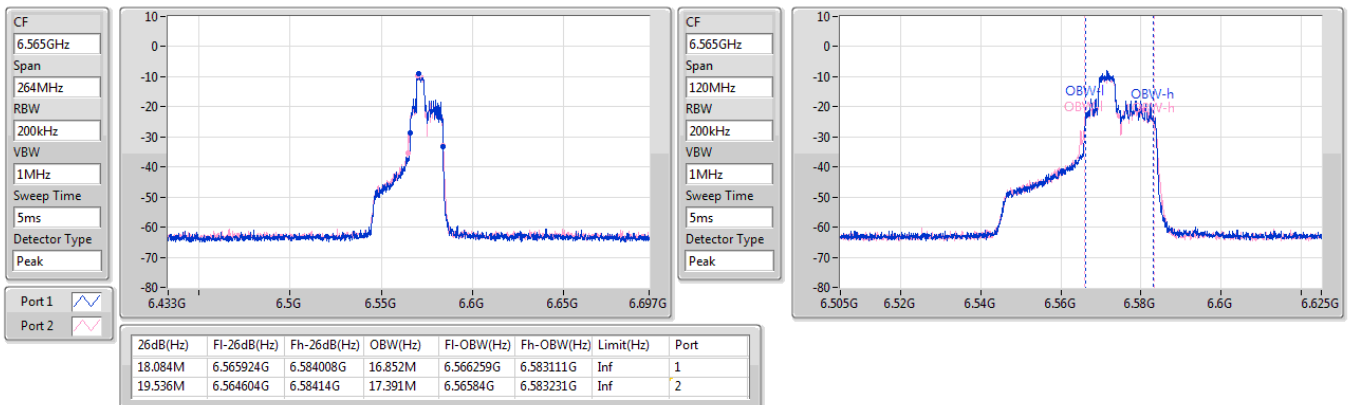 CF
6.565GHz
Span
264MHz
RBW
200kHz
VBW
1MHz
Sweep Time
5ms
Detector Type
Peak
Port 1
Port 2
10
0
-10
-20
-30
-40
-50
-60
-70
-80
6.433G 6.5G 6.55G 6.6G 6.65G 6.697G
CF
6.565GHz
Span
120MHz
RBW
200kHz
VBW
1MHz
Sweep Time
5ms
Detector Type
Peak
10
0
-10
-20
-30
-40
-50
-60
-70
-80
OBW-l OBW-h
6.505G 6.52G 6.54G 6.56G 6.58G 6.6G 6.625G
26dB(Hz) Fl-26dB(Hz) Fh-26dB(Hz) OBW(Hz) Fl-OBW(Hz) Fh-OBW(Hz) Limit(Hz) Port
18.084M 6.565924G 6.584008G 16.852M 6.566259G 6.583111G Inf 1
19.536M 6.564604G 6.58414G 17.391M 6.56584G 6.583231G Inf 2